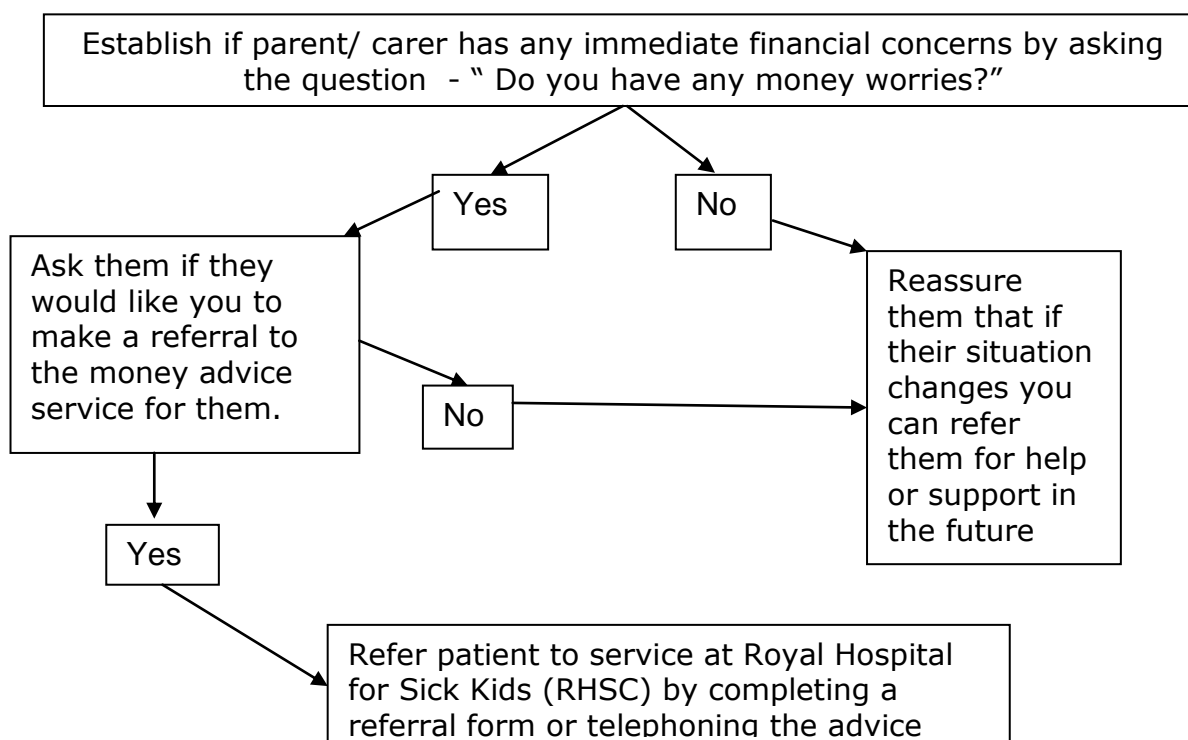 Establish if parent/ carer has any immediate financial concerns by asking
the question  - “ Do you have any money worries?”
Yes
No
Ask them if they
would like you to
make a referral to
the money advice
service for them.
No
Reassure
them that if
their situation
changes you
can refer
them for help
or support in
the future
Yes
Refer patient to service at Royal Hospital
for Sick Kids (RHSC) by completing a
referral form or telephoning the advice